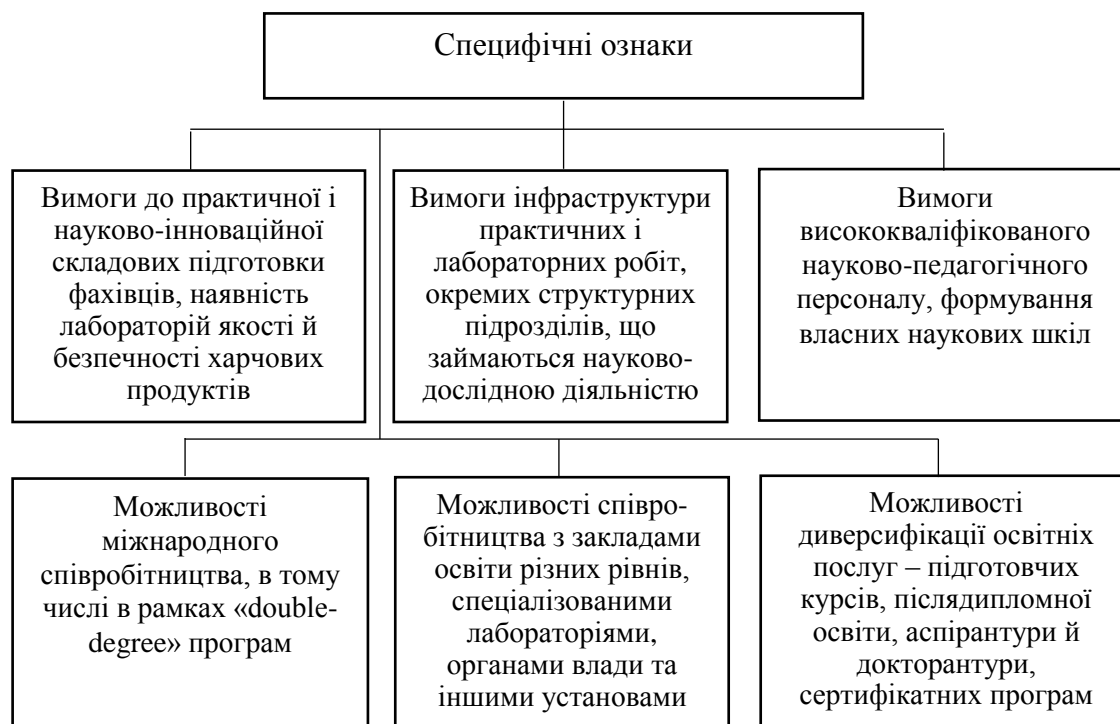 Специфічні ознаки
Вимоги до практичної і
науково-інноваційної
складових підготовки
фахівців, наявність
лабораторій якості й
безпечності харчових
продуктів
Вимоги інфраструктури
практичних і
лабораторних робіт,
окремих структурних
підрозділів, що
займаються науково-
дослідною діяльністю
Вимоги
висококваліфікованого
науково-педагогічного
персоналу, формування
власних наукових шкіл
Можливості
міжнародного
співробітництва, в тому
числі в рамках «double-
degree» програм
Можливості співро-
бітництва з закладами
освіти різних рівнів,
спеціалізованими
лабораторіями,
органами влади та
іншими установами
Можливості
диверсифікації освітніх
послуг – підготовчих
курсів, післядипломної
освіти, аспірантури й
докторантури,
сертифікатних програм